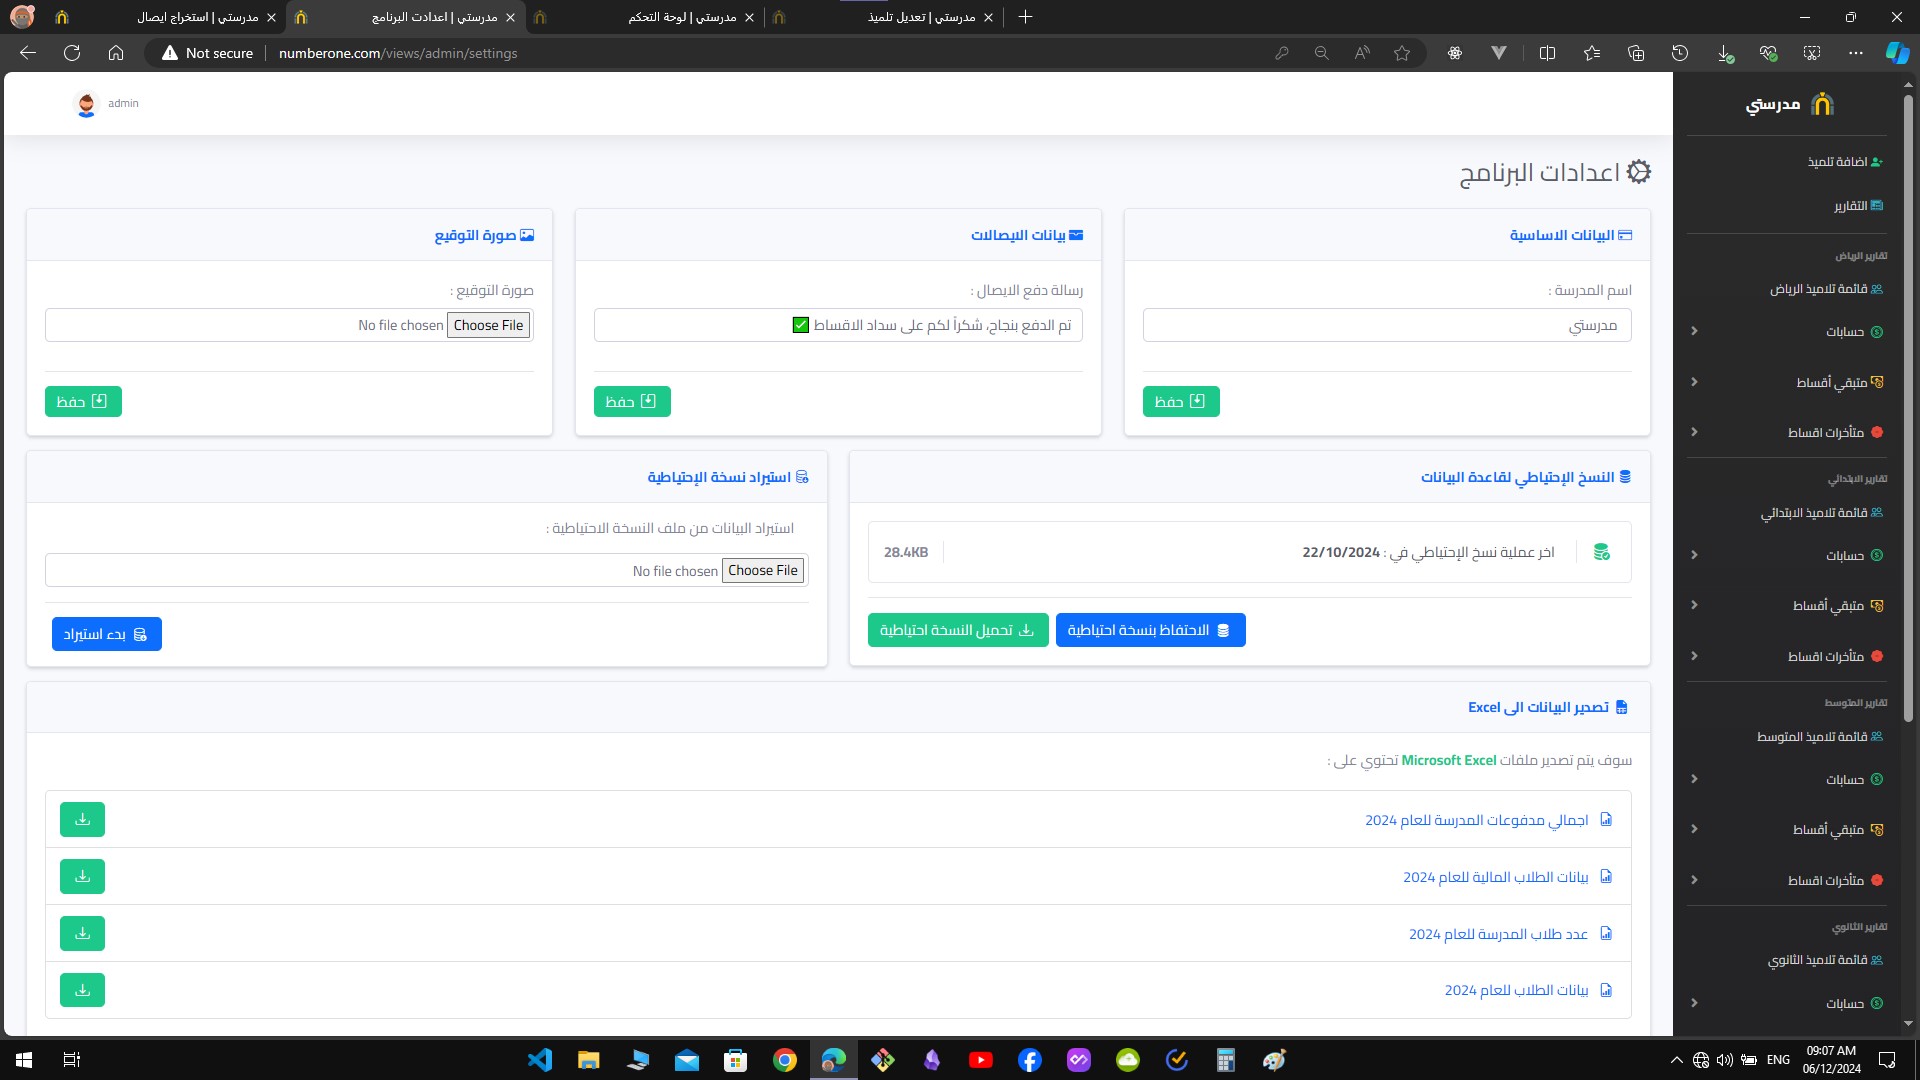 مدرستي | استخراج ايصال
مدرستي | اعدادت البرنامج
مدرستي | لوحة التحكم
مدرستي | تعديل تلميذ
Not secure
numberone.com/views/admin/settings
admin
مدرستي
اضافة تلميذ
التقارير
تقارير الرياض
قائمة تلاميذ الرياض
حسابات
متبقي أقساط
متأخرات اقساط
تقارير الابتدائي
قائمة تلاميذ الابتدائي
حسابات
متبقي أقساط
متأخرات اقساط
تقارير المتوسط
قائمة تلاميذ المتوسط
حسابات
متبقي أقساط
متأخرات اقساط
تقارير الثانوي
قائمة تلاميذ الثانوي
حسابات
اعدادات البرنامج
البيانات الاساسية
اسم المدرسة :
مدرستي
حفظ
بيانات الايصالات
رسالة دفع الايصال :
تم الدفع بنجاح، شكراً لكم على سداد الاقساط ✅
حفظ
صورة التوقيع
صورة التوقيع :
Choose File No file chosen
حفظ
النسخ الإحتياطي لقاعدة البيانات
اخر عملية نسخ الإحتياطي في : 22/10/2024
28.4KB
الاحتفاظ بنسخة احتياطية
تحميل النسخة احتياطية
استيراد نسخة الإحتياطية
استيراد البيانات من ملف النسخة الاحتياطية :
Choose File No file chosen
بدء استيراد
تصدير البيانات الى Excel
سوف يتم تصدير ملفات Microsoft Excel تحتوي على :
اجمالي مدفوعات المدرسة للعام 2024
بيانات الطلاب المالية للعام 2024
عدد طلاب المدرسة للعام 2024
بيانات الطلاب للعام 2024
ENG
09:07 AM
06/12/2024